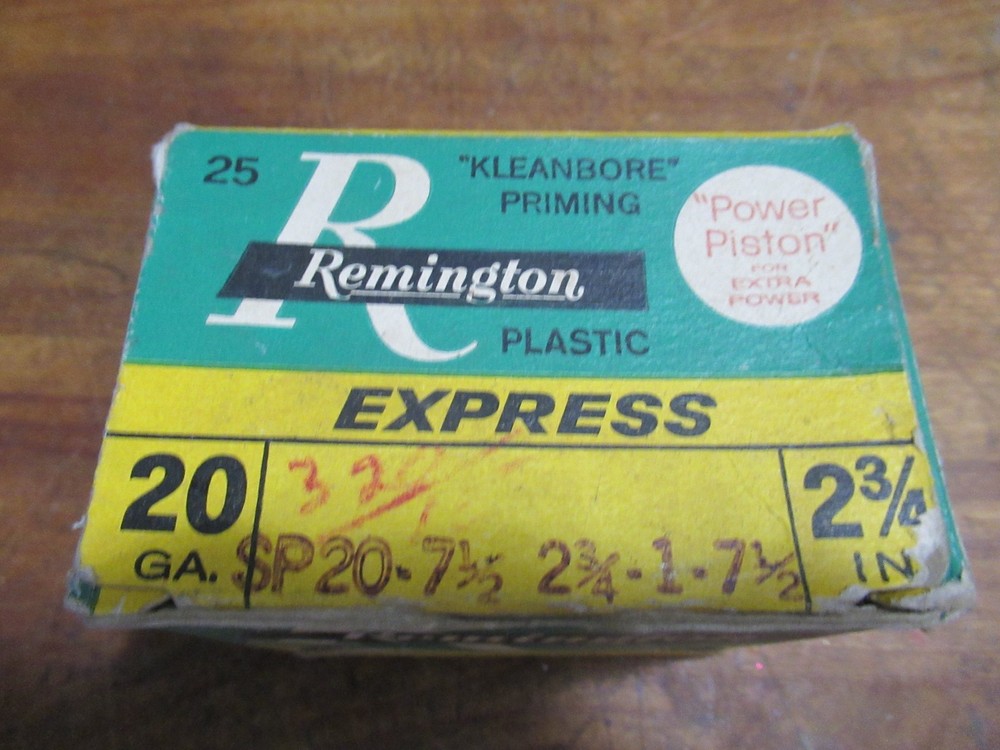 25
"KLEANBORE"
PRIMING
R
Remington
PLASTIC
"Power
Piston"
FOR
EXTRA
POWER
EXPRESS
20
GA.
SP20-7½ 2¾-1-7½
2¾
IN
Remington